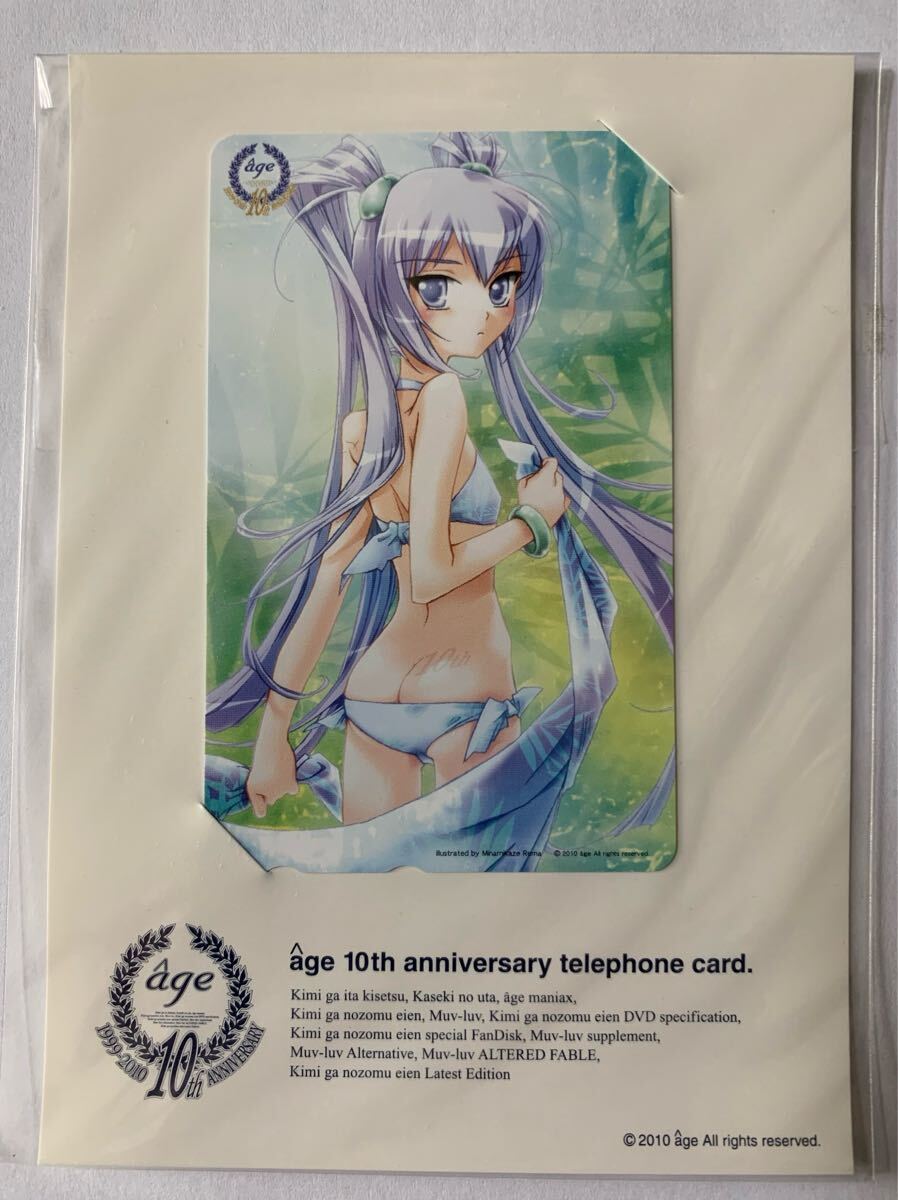 âge
10th
10th
illustrated by Minamikaze Rema © 2010 âge All rights reserved.
âge
1999-2010 10th ANNIVERSARY
âge 10th anniversary telephone card.
Kimi ga ita kisetsu, Kaseki no uta, âge maniax,
Kimi ga nozomu eien, Muv-luv, Kimi ga nozomu eien DVD specification,
Kimi ga nozomu eien special FanDisk, Muv-luv supplement,
Muv-luv Alternative, Muv-luv ALTERED FABLE,
Kimi ga nozomu eien Latest Edition
© 2010 âge All rights reserved.